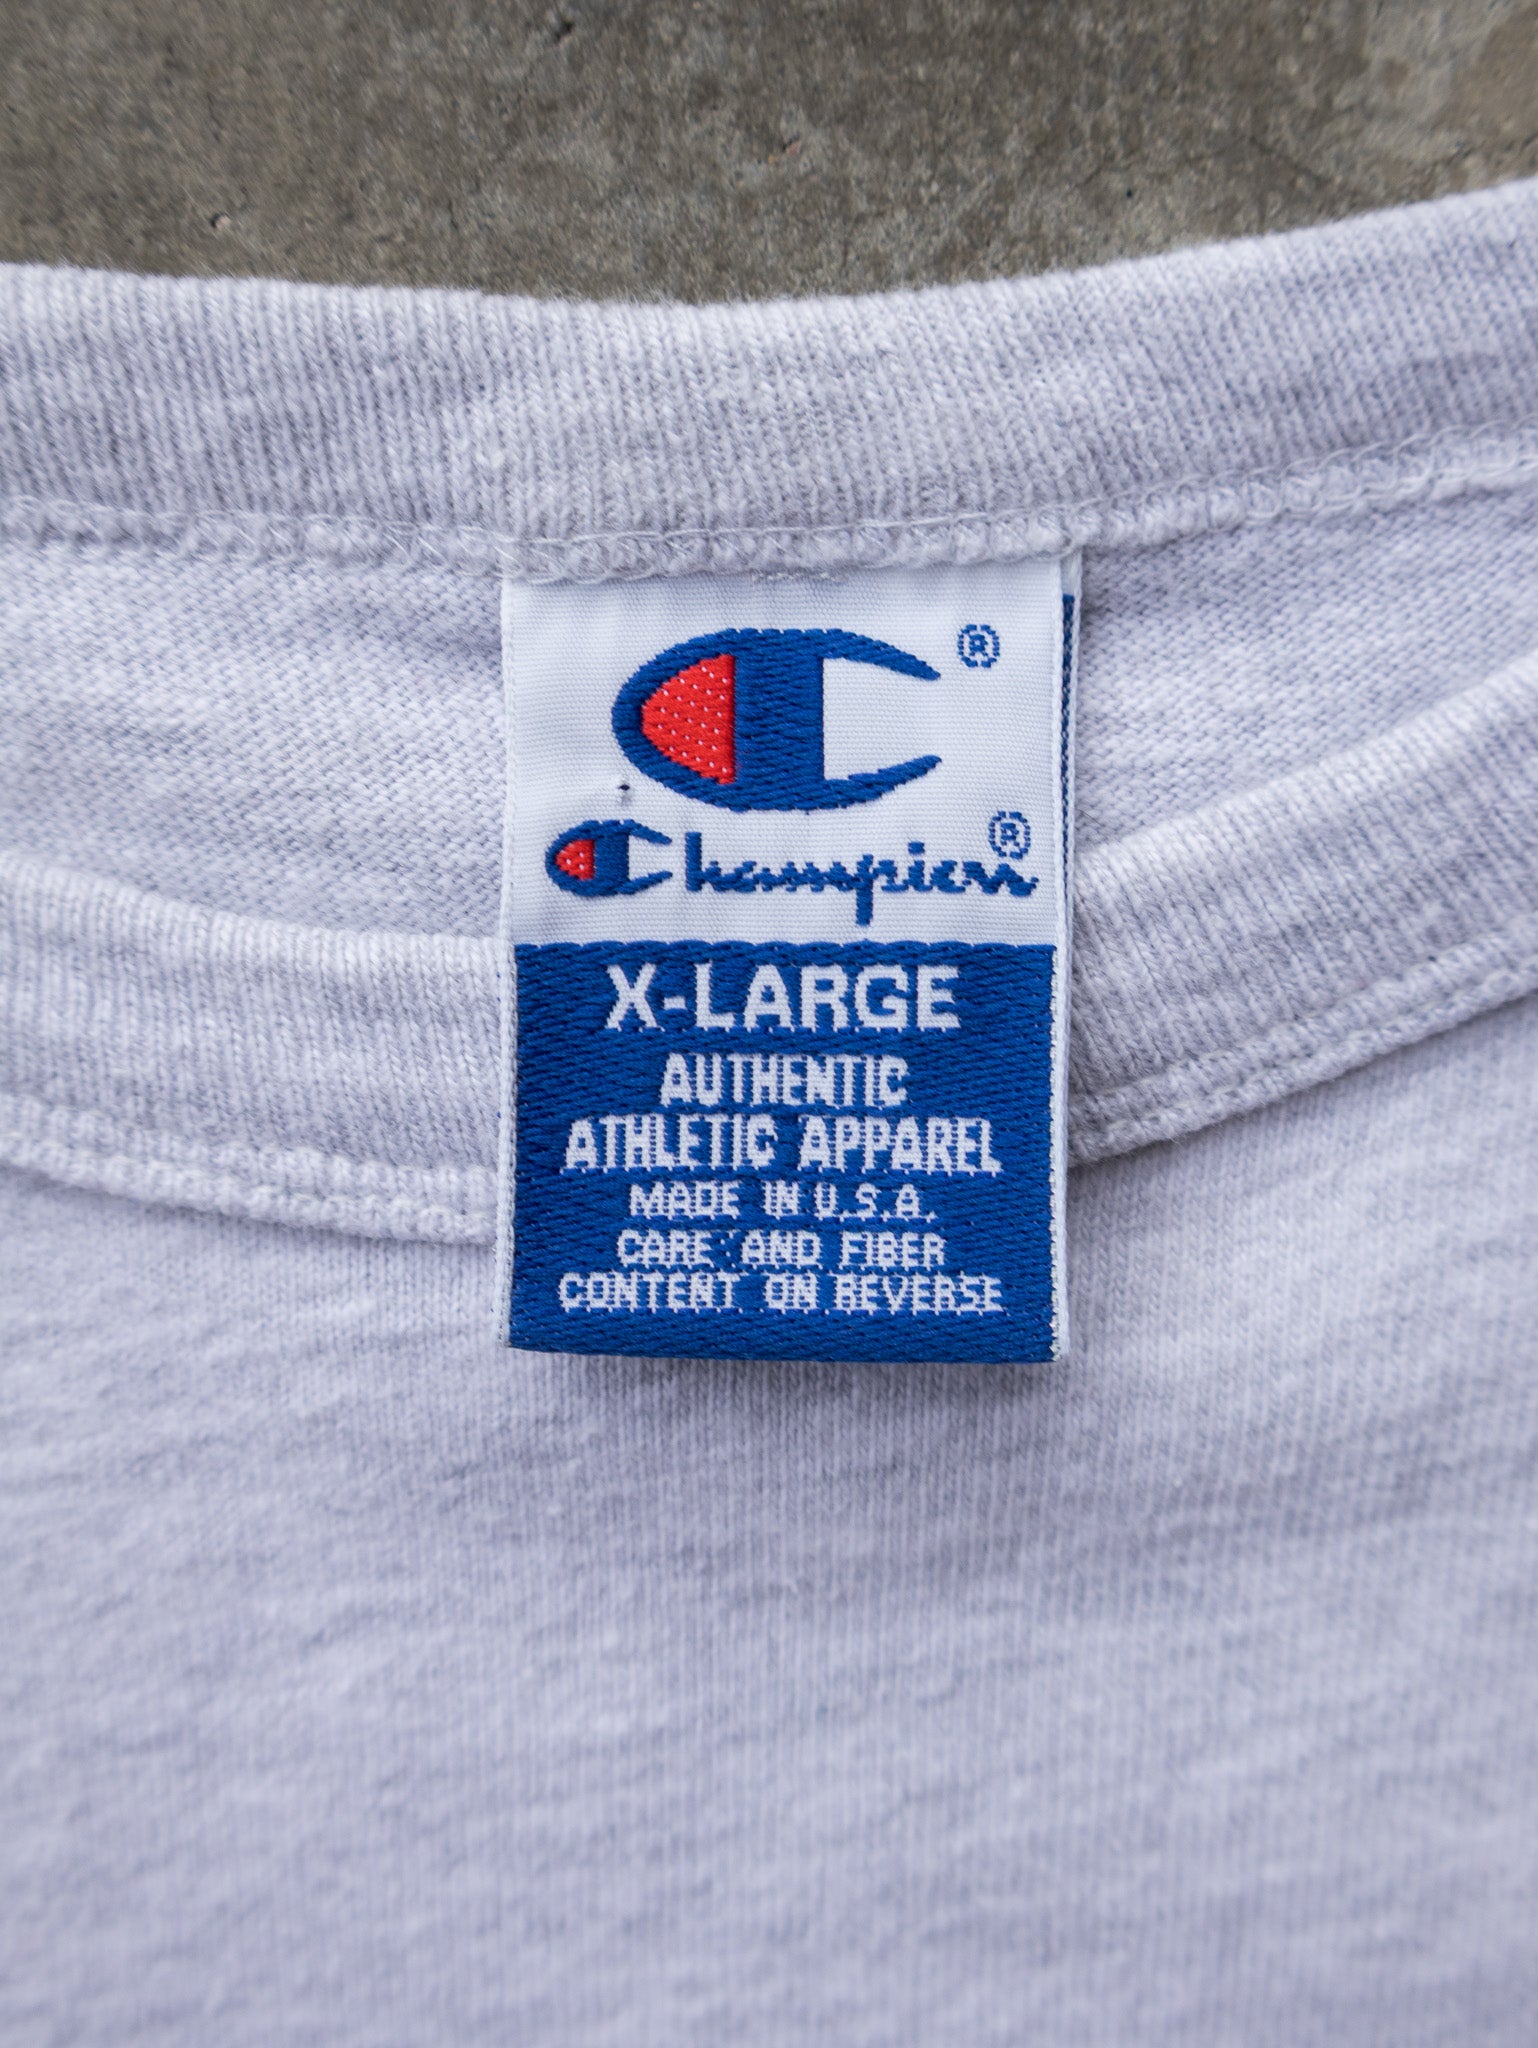 ®
Champion®
X-LARGE
AUTHENTIC
ATHLETIC APPAREL
MADE IN U.S.A.
CARE AND FIBER
CONTENT ON REVERSE